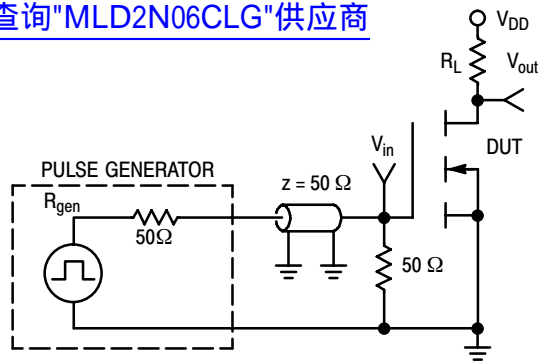 查询"MLD2N06CLG"供应商
V_DD
R_L
V_out
V_in
DUT
PULSE GENERATOR
z = 50 Ω
R_gen
50Ω
50 Ω